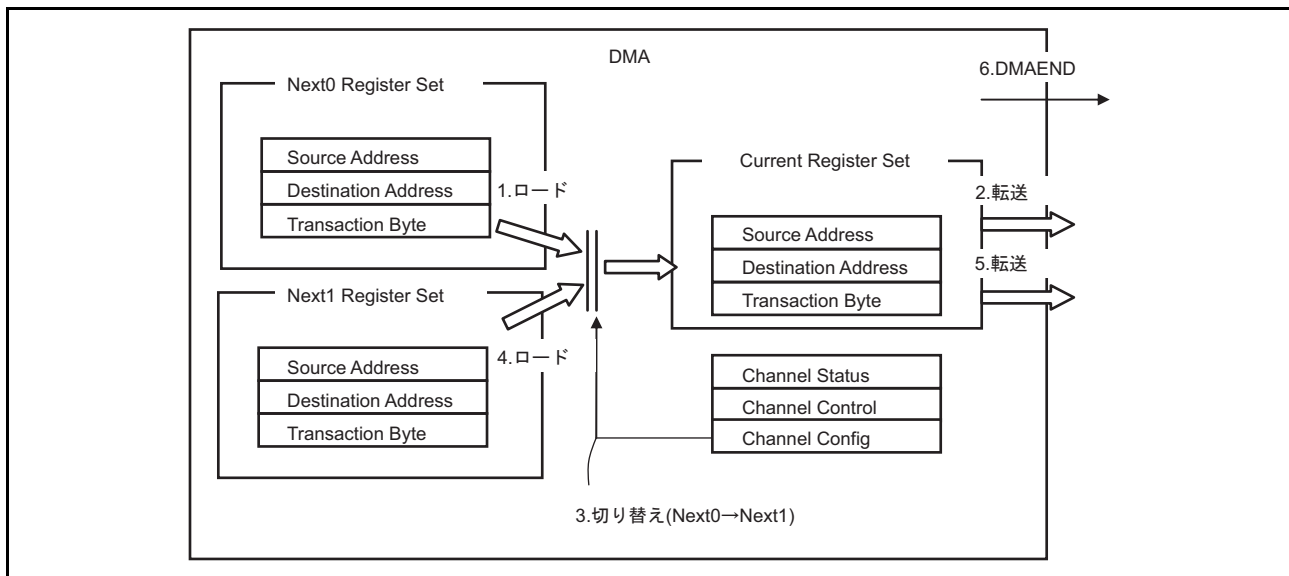 DMA
6.DMAEND
Next0 Register Set
Source Address
Destination Address
Transaction Byte
1.ロード
Current Register Set
Source Address
Destination Address
Transaction Byte
2.転送
5.転送
Next1 Register Set
Source Address
Destination Address
Transaction Byte
4.ロード
Channel Status
Channel Control
Channel Config
3.切り替え(Next0→Next1)